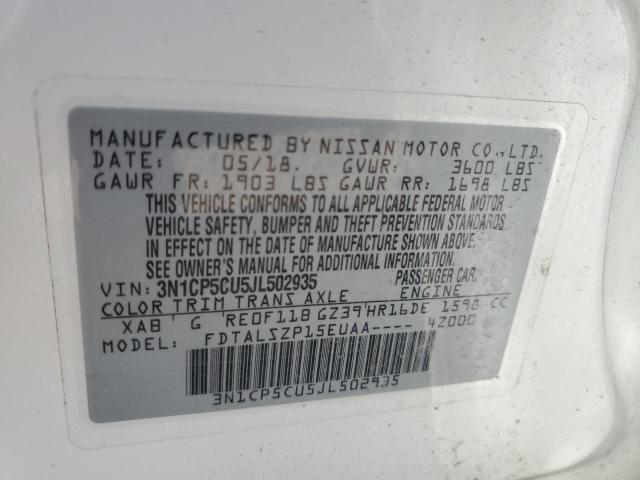 MANUFACTURED BY NISSAN MOTOR CO.,LTD.
DATE: 05/18. GVWR: 3600 LBS
GAWR FR: 1903 LBS GAWR RR: 1698 LBS
THIS VEHICLE CONFORMS TO ALL APPLICABLE FEDERAL MOTOR
VEHICLE SAFETY, BUMPER AND THEFT PREVENTION STANDARDS
IN EFFECT ON THE DATE OF MANUFACTURE SHOWN ABOVE.
SEE OWNER'S MANUAL FOR ADDITIONAL INFORMATION.
VIN: 3N1CP5CU5JL502935 PASSENGER CAR.
COLOR TRIM TRANS AXLE ENGINE
XAB G RE0F11B GZ39 HR16DE 1598 CC
FDTALSZP15EUAA---- 4Z000
3N1CP5CU5JL502935